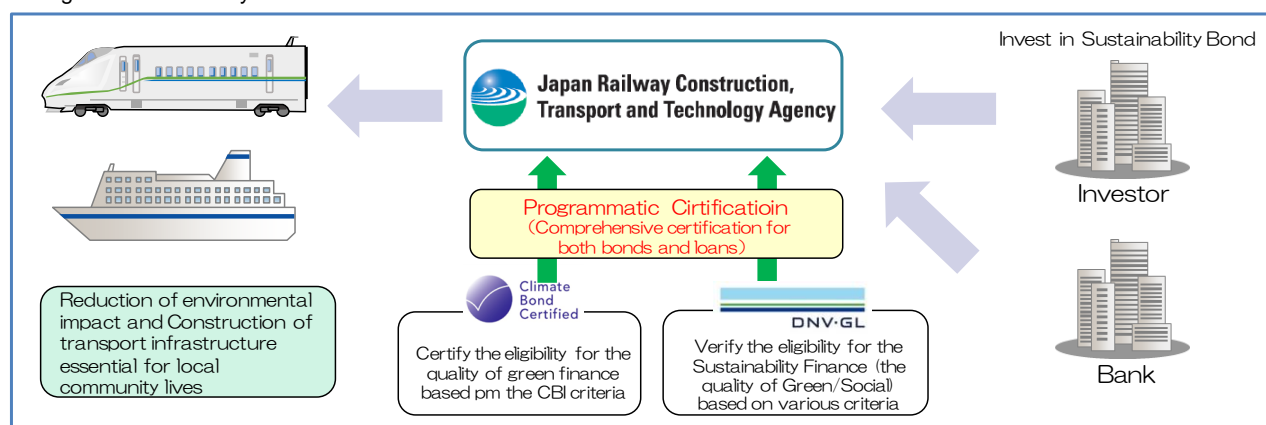 Invest in Sustainability Bond
Japan Railway Construction,
Transport and Technology Agency
Investor
Programmatic Cirtificatioin
(Comprehensive certification for
both bonds and loans)
Climate
Bond
Certified
DNV·GL
Reduction of environmental
impact and Construction of
transport infrastructure
essential for local
community lives
Certify the eligibility for the
quality of green finance
based pm the CBI criteria
Verify the eligibility for the
Sustainability Finance (the
quality of Green/Social)
based on various criteria
Bank